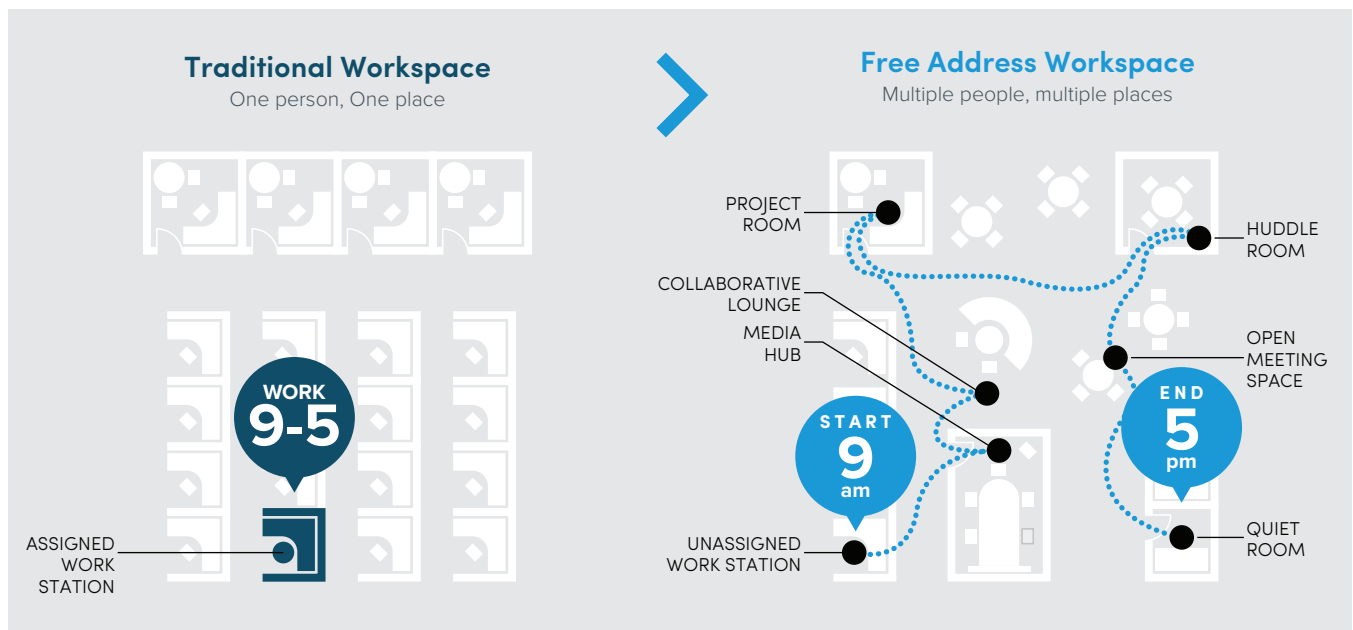 Traditional Workspace
One person, One place
WORK
9-5
ASSIGNED
WORK
STATION
Free Address Workspace
Multiple people, multiple places
PROJECT
ROOM
HUDDLE
ROOM
COLLABORATIVE
LOUNGE
MEDIA
HUB
OPEN
MEETING
SPACE
START
9
am
END
5
pm
UNASSIGNED
WORK STATION
QUIET
ROOM